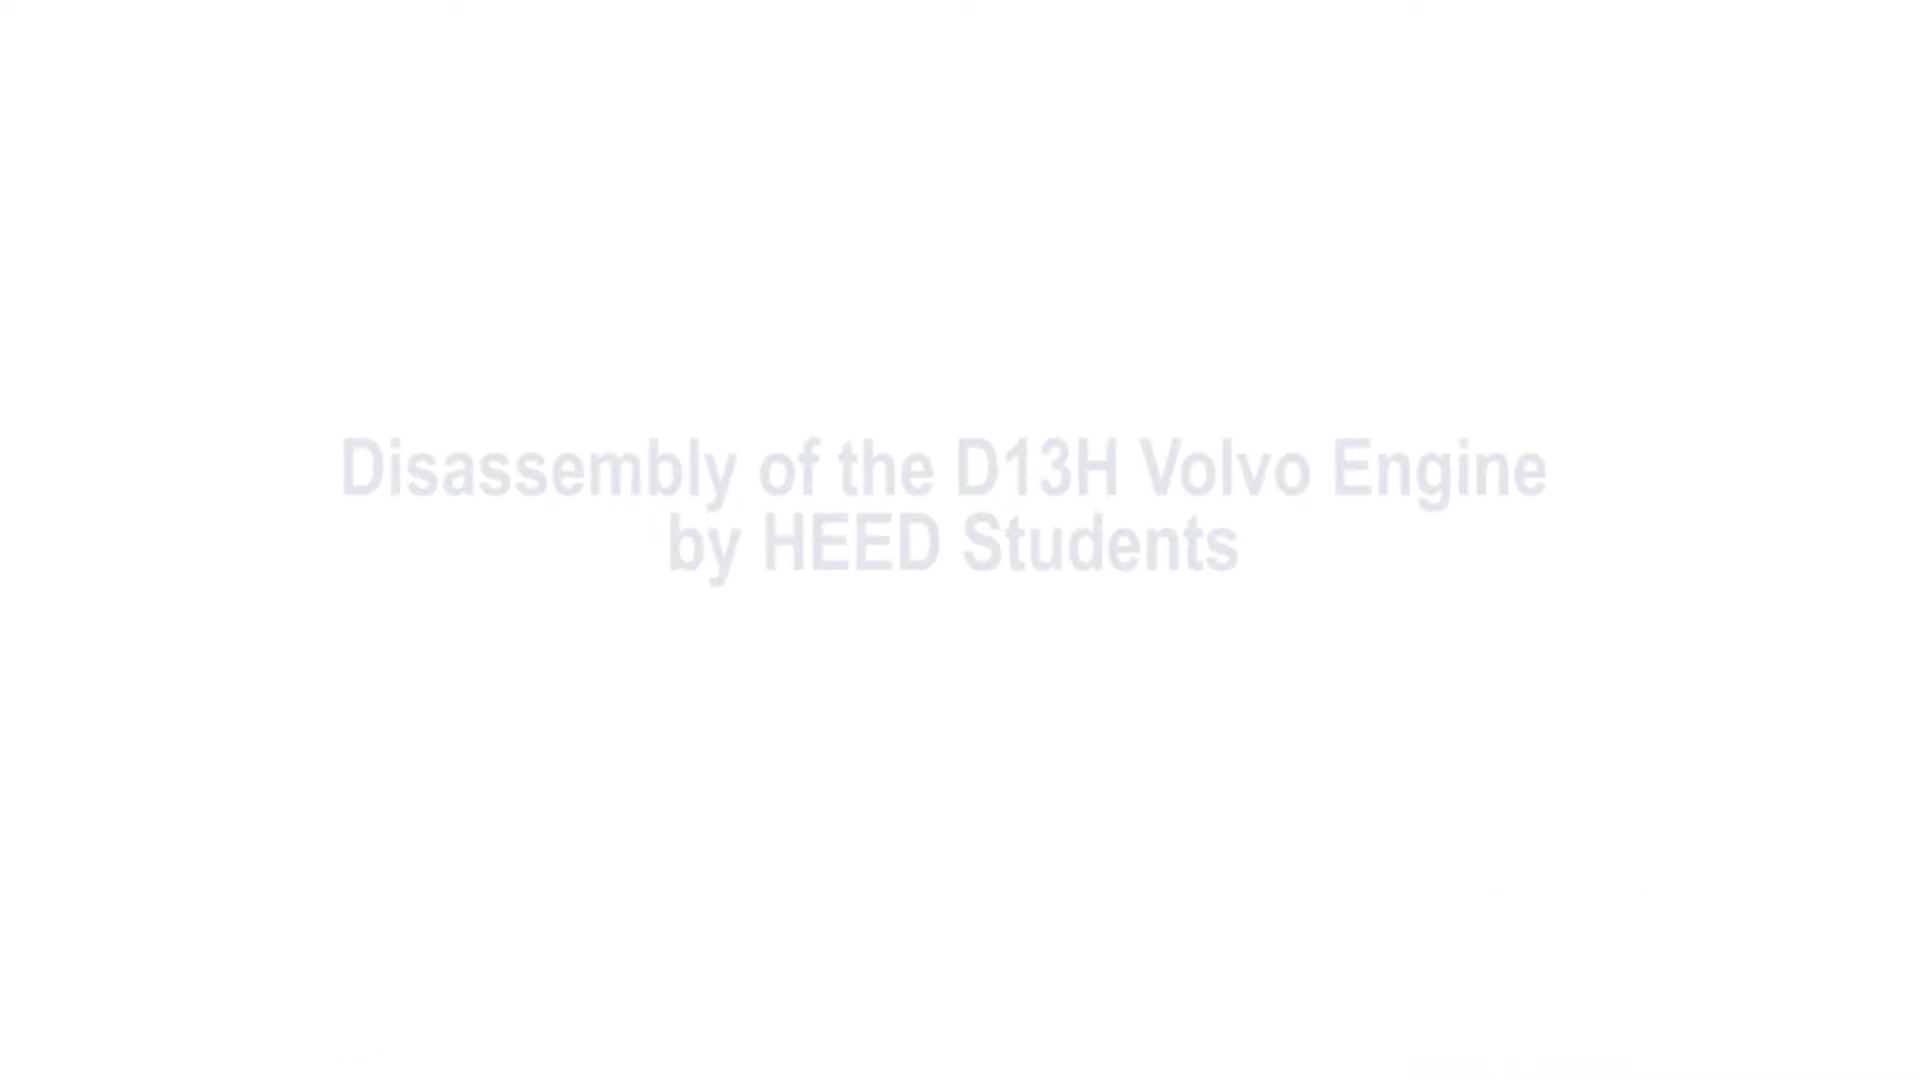 Disassembly of the D13H Volvo Engine
by HEED Students